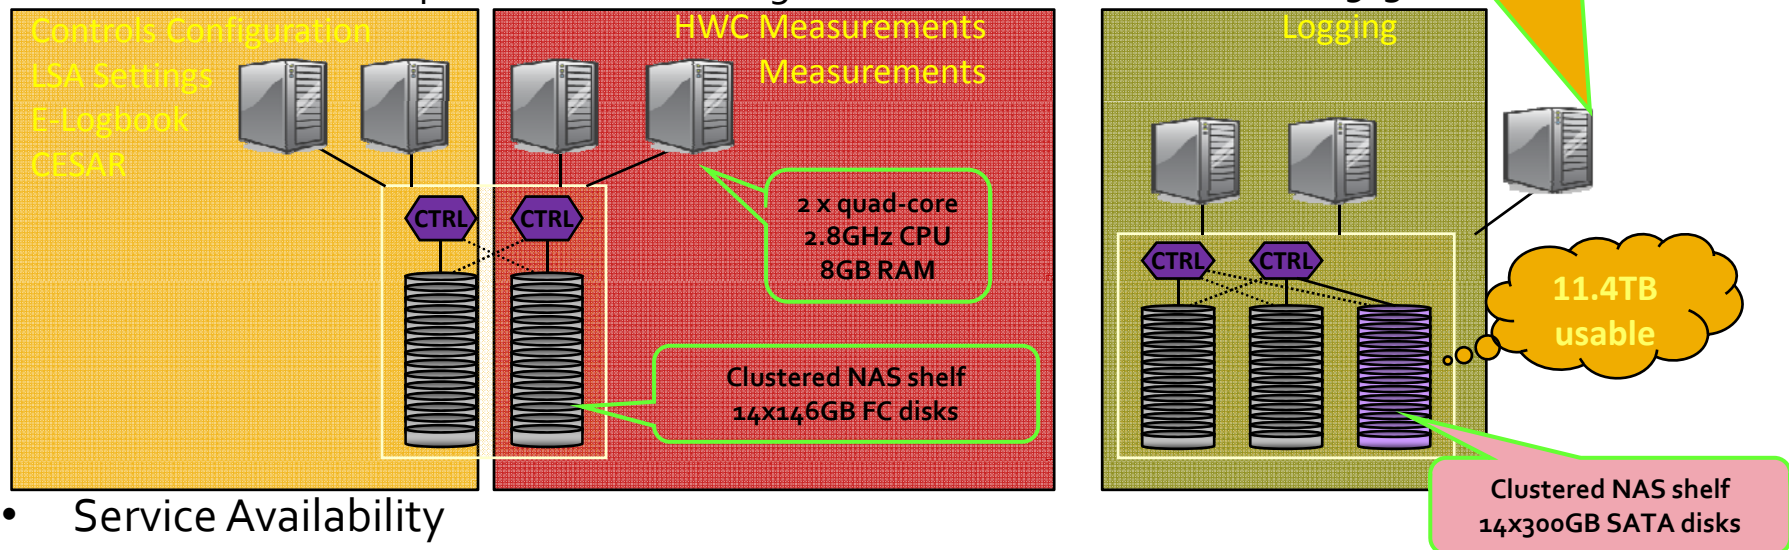 Controls Configuration
LSA Settings
E-Logbook
CESAR
HWC Measurements
Measurements
Logging
CTRL
CTRL
2 x quad-core
2.8GHz CPU
8GB RAM
Clustered NAS shelf
14x146GB FC disks
CTRL
CTRL
11.4TB
usable
Clustered NAS shelf
14x300GB SATA disks
• Service Availability